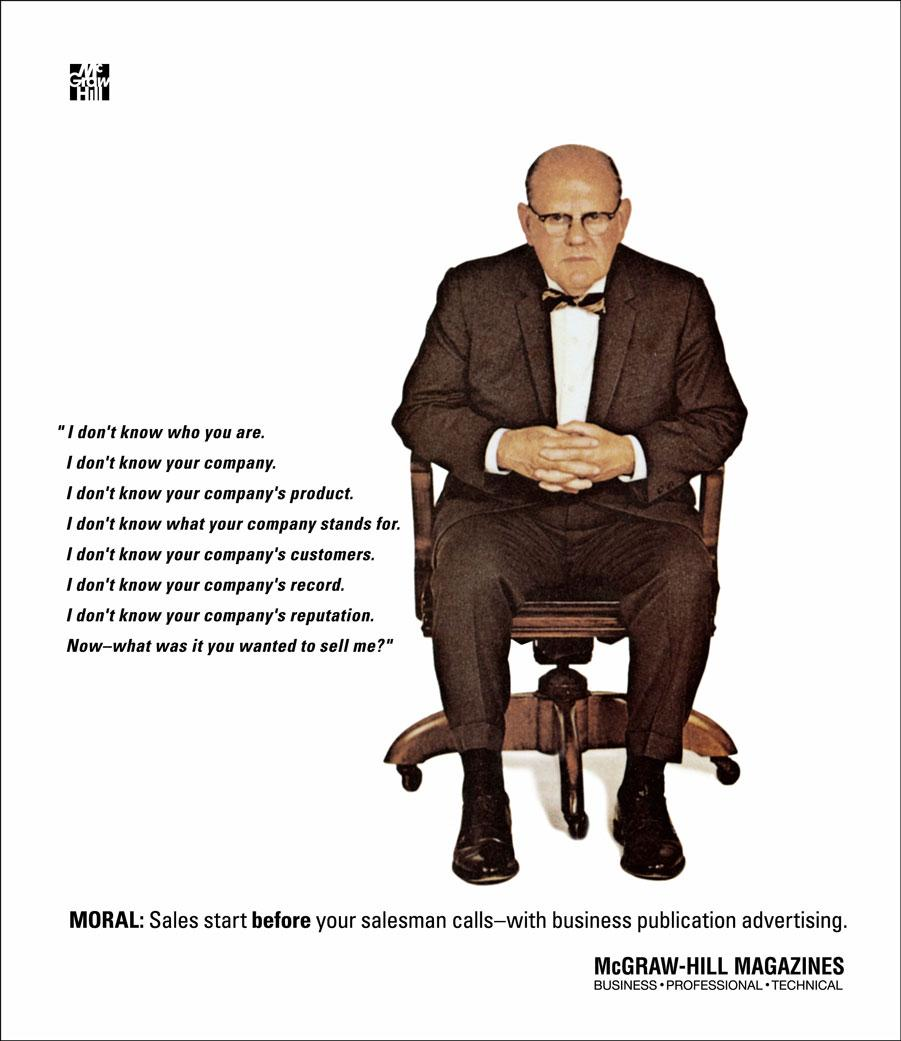 Mc
Graw
Hill
"I don't know who you are.
I don't know your company.
I don't know your company's product.
I don't know what your company stands for.
I don't know your company's customers.
I don't know your company's record.
I don't know your company's reputation.
Now–what was it you wanted to sell me?"
MORAL: Sales start before your salesman calls–with business publication advertising.
McGRAW-HILL MAGAZINES
BUSINESS • PROFESSIONAL • TECHNICAL